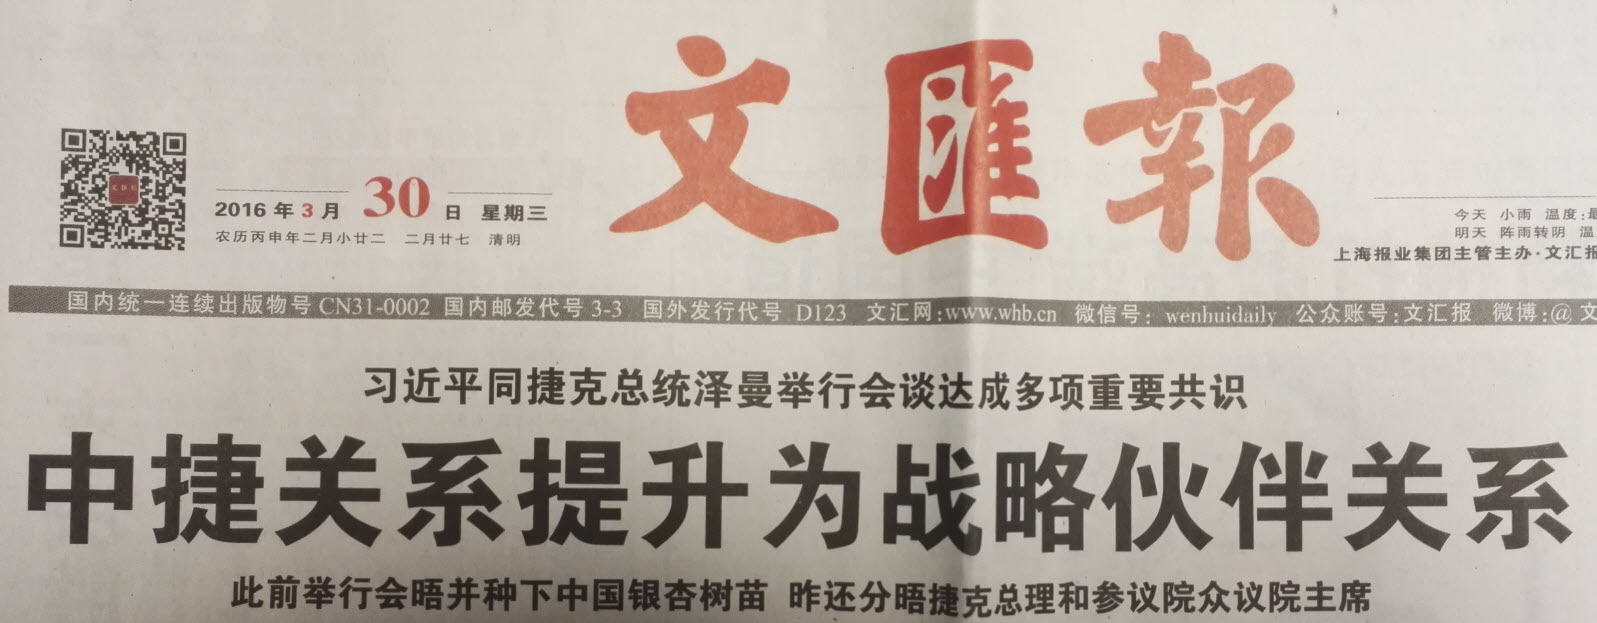 文匯報
2016年3月30日 星期三
农历丙申年二月小廿二 二月廿七 清明
今天 小雨 温度:最
明天 阵雨转阴 温
上海报业集团主管主办·文汇报
国内统一连续出版物号 CN31-0002 国内邮发代号 3-3 国外发行代号 D123 文汇网:www.whb.cn 微信号: wenhuidaily 公众账号:文汇报 微博:@ 文
习近平同捷克总统泽曼举行会谈达成多项重要共识
中捷关系提升为战略伙伴关系
此前举行会晤并种下中国银杏树苗 昨还分晤捷克总理和参议院众议院主席